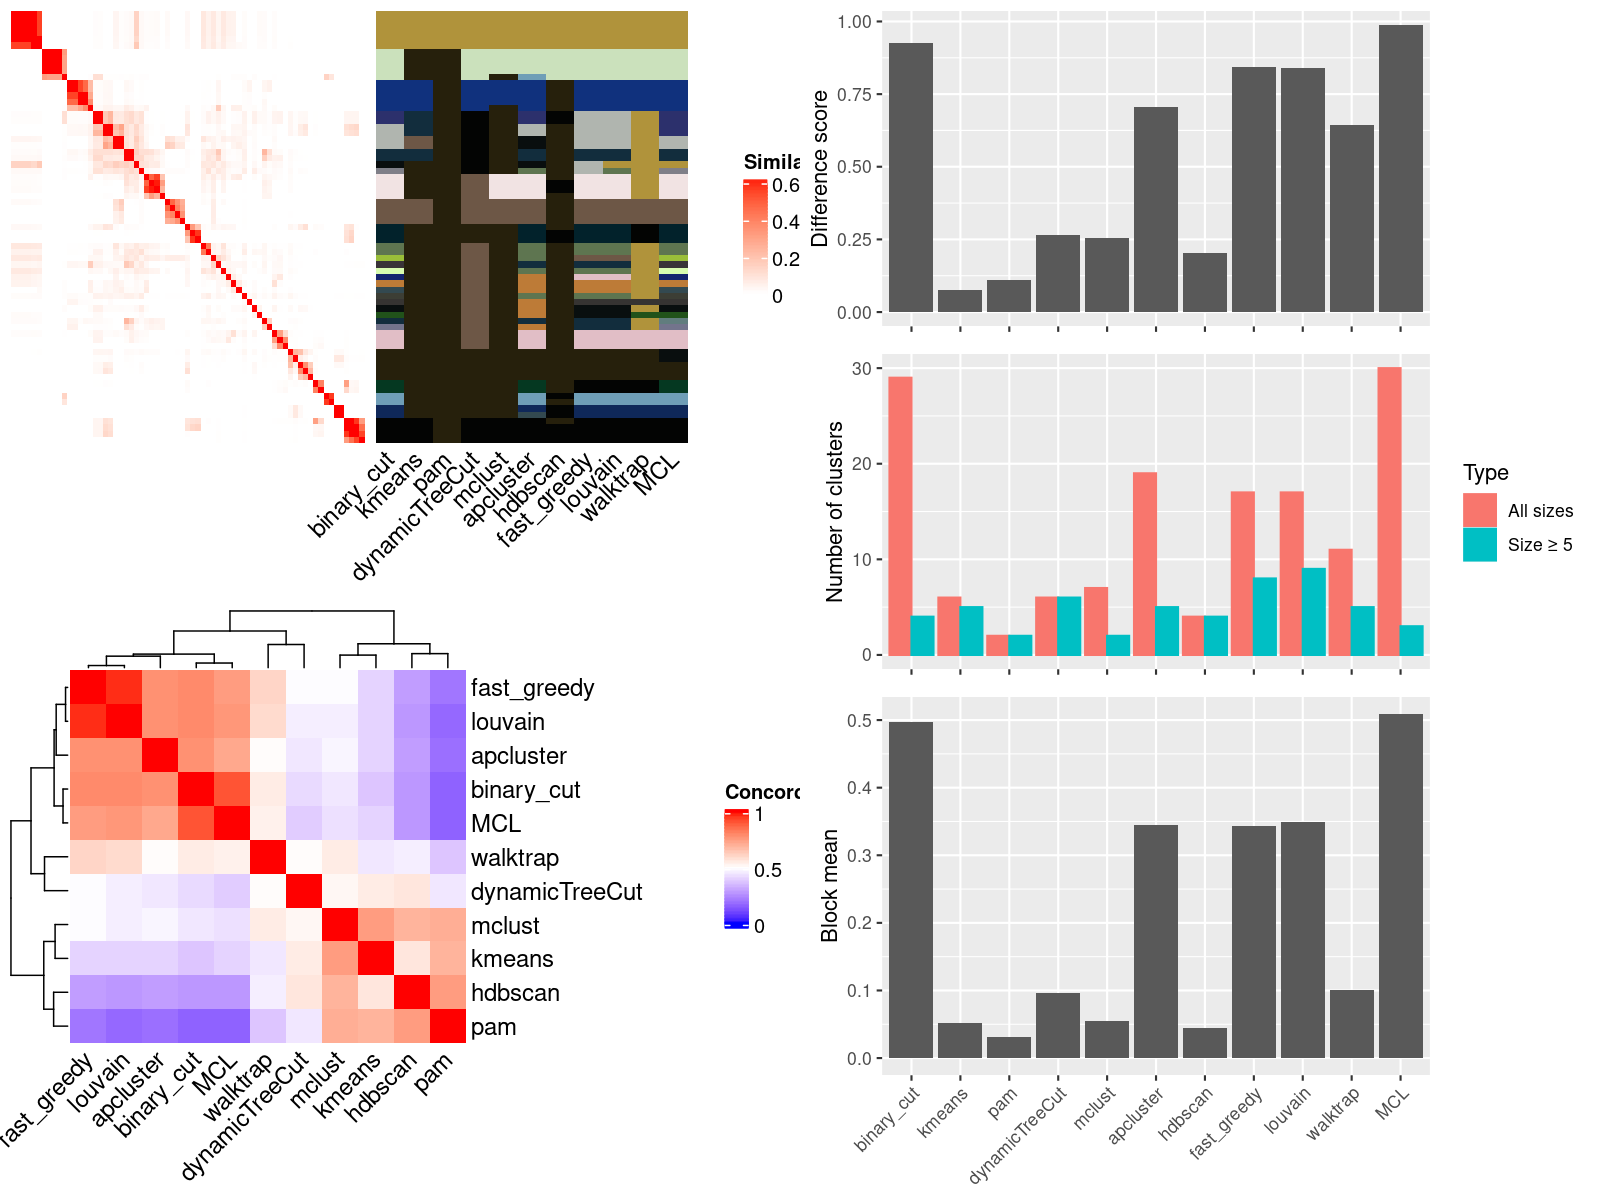 Simila
0.6
0.4
0.2
0
binary_cut
kmeans
pam
dynamicTreeCut
mclust
apcluster
hdbscan
fast_greedy
louvain
walktrap
MCL
fast_greedy
louvain
apcluster
binary_cut
MCL
walktrap
dynamicTreeCut
mclust
kmeans
hdbscan
pam
Concord
1
0.5
0
fast_greedy
louvain
apcluster
binary_cut
MCL
walktrap
dynamicTreeCut
mclust
kmeans
hdbscan
pam
Difference score
1.00
0.75
0.50
0.25
0.00
Number of clusters
30
20
10
0
Type
All sizes
Size ≥ 5
Block mean
0.5
0.4
0.3
0.2
0.1
0.0
binary_cut
kmeans
pam
dynamicTreeCut
mclust
apcluster
hdbscan
fast_greedy
louvain
walktrap
MCL